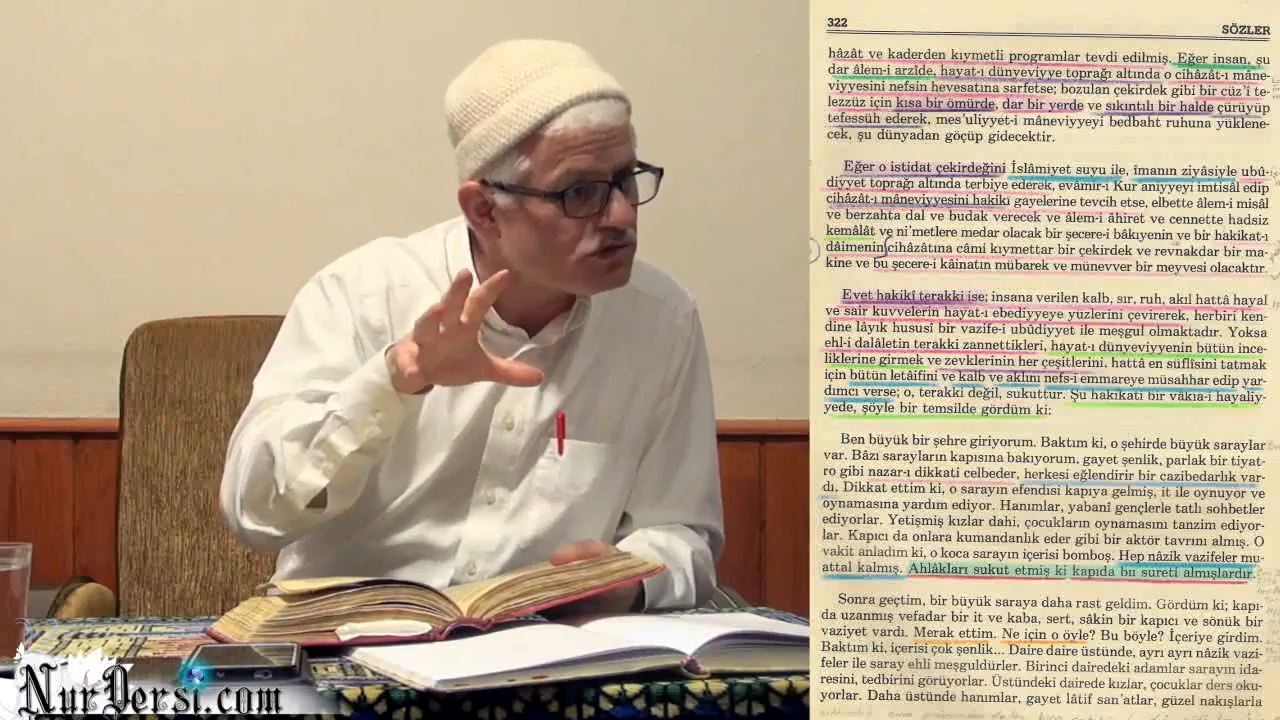 322
SÖZLER
hâzât ve kaderden kıymetli programlar tevdi edilmiş. Eğer insan, şu
dar âlem-i arzîde, hayat-ı dünyeviyye toprağı altında o cihâzât-ı mâne-
viyyesini nefsin hevesatına sarfetse; bozulan çekirdek gibi bir cüz'î te-
lezzüz için kısa bir ömürde, dar bir yerde ve sıkıntılı bir halde çürüyüp
tefessüh ederek, mes'uliyyet-i mâneviyyeyi bedbaht ruhuna yüklene-
cek, şu dünyadan göçüp gidecektir.
Eğer o istidat çekirdeğini İslâmiyet suyu ile, îmanın ziyâsiyle ubû-
diyyet toprağı altında terbiye ederek, evâmir-i Kur'aniyyeyi imtisâl edip
cihâzât-ı mâneviyyesini hakikî gayelerine tevcih etse, elbette âlem-i misâl
ve berzahta dal ve budak verecek ve âlem-i âhiret ve cennette hadsiz
kemâlât ve ni'metlere medar olacak bir şecere-i bâkıyenin ve bir hakikat-ı
dâimenin cihâzâtına câmi kıymettar bir çekirdek ve revnakdar bir ma-
kine ve bu şecere-i kâinatın mübarek ve münevver bir meyvesi olacaktır.
Evet hakikî terakki ise; insana verilen kalb, sır, ruh, akıl hattâ hayal
ve sair kuvvelerin hayat-ı ebediyyeye yüzlerini çevirerek, herbiri ken-
dine lâyık hususî bir vazife-i ubûdiyyet ile meşgul olmaktadır. Yoksa
ehl-i dalâletin terakki zannettikleri, hayat-ı dünyeviyyenin bütün ince-
liklerine girmek ve zevklerinin her çeşitlerini, hattâ en süflîsini tatmak
için bütün letâifini ve kalb ve aklını nefs-i emmareye müsahhar edip yar-
dımcı verse; o, terakki değil, sukuttur. Şu hakikati bir vâkıa-i hayaliy-
yede, şöyle bir temsilde gördüm ki:
Ben büyük bir şehre giriyorum. Baktım ki, o şehirde büyük saraylar
var. Bâzı sarayların kapısına bakıyorum, gayet şenlik, parlak bir tiyat-
ro gibi nazar-ı dikkati celbeder, herkesi eğlendirir bir cazibedarlık var-
dı. Dikkat ettim ki, o sarayın efendisi kapıya gelmiş, it ile oynuyor ve
oynamasına yardım ediyor. Hanımlar, yabanî gençlerle tatlı sohbetler
ediyorlar. Yetişmiş kızlar dahi, çocukların oynamasını tanzim ediyor-
lar. Kapıcı da onlara kumandanlık eder gibi bir aktör tavrını almış. O
vakit anladım ki, o koca sarayın içerisi bomboş. Hep nâzik vazifeler mu-
attal kalmış. Ahlâkları sukut etmiş ki kapıda bu sûreti almışlardır.
Sonra geçtim, bir büyük saraya daha rast geldim. Gördüm ki; kapı-
da uzanmış vefadar bir it ve kaba, sert, sâkin bir kapıcı ve sönük bir
vaziyet vardı. Merak ettim. Ne için o öyle? Bu böyle? İçeriye girdim.
Baktım ki, içerisi çok şenlik... Daire daire üstünde, ayrı ayrı nâzik vazi-
feler ile saray ehli meşguldürler. Birinci dairedeki adamlar sarayın ida-
resini, tedbirini görüyorlar. Üstündeki dairede kızlar, çocuklar ders oku-
yorlar. Daha üstünde hanımlar, gayet lâtif san'atlar, güzel nakışlarla
NurDersi.com